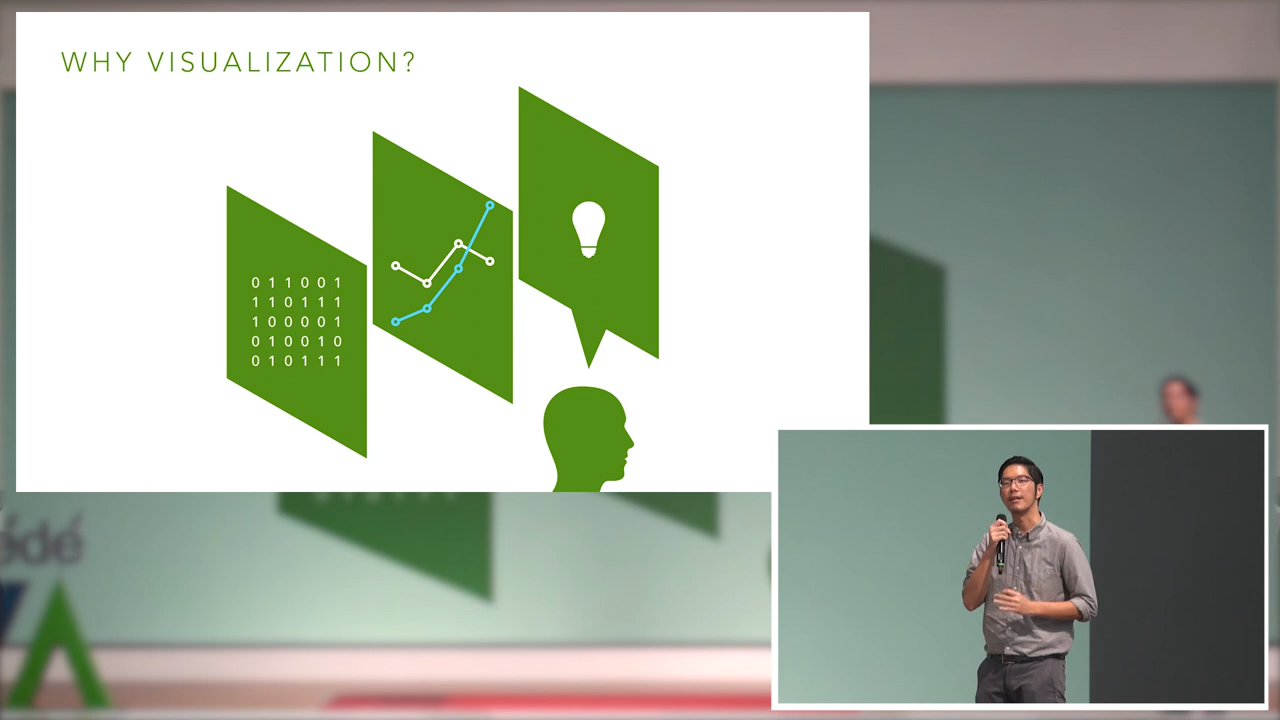 WHY VISUALIZATION?
0 1 1 0 0 1
1 1 0 1 1 1
1 0 0 0 0 1
0 1 0 0 1 0
0 1 0 1 1 1
édé